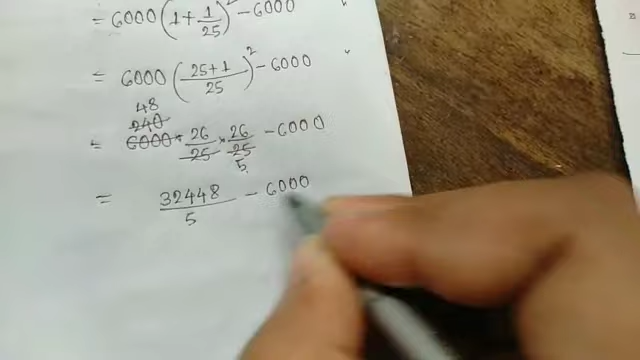 = 6000 (1 + 1/25)² - 6000
= 6000 (25+1/25)² - 6000
48
240
= 6000 * 26/25 * 26/25 - 6000
5
= 32448/5 - 6000